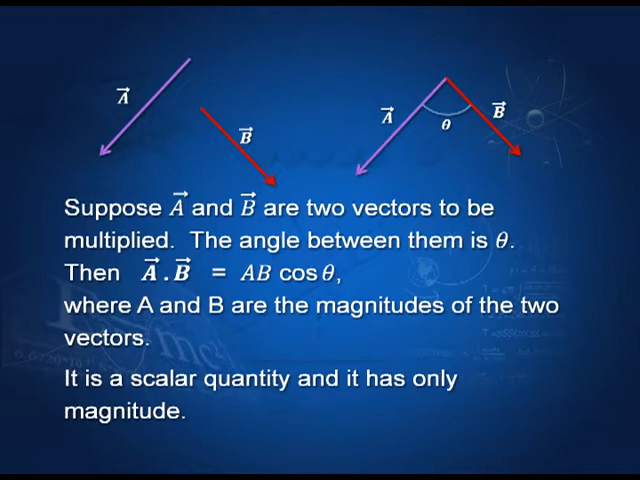 A⃗
B⃗
A⃗
θ
B⃗
Suppose A⃗ and B⃗ are two vectors to be
multiplied. The angle between them is θ.
Then A⃗ . B⃗ = AB cos θ,
where A and B are the magnitudes of the two
vectors.
It is a scalar quantity and it has only
magnitude.